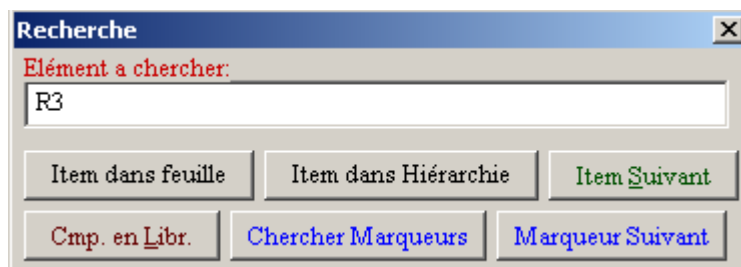 Recherche
Elément a chercher:
R3
Item dans feuille Item dans Hiérarchie Item Suivant
Cmp. en Libr. Chercher Marqueurs Marqueur Suivant